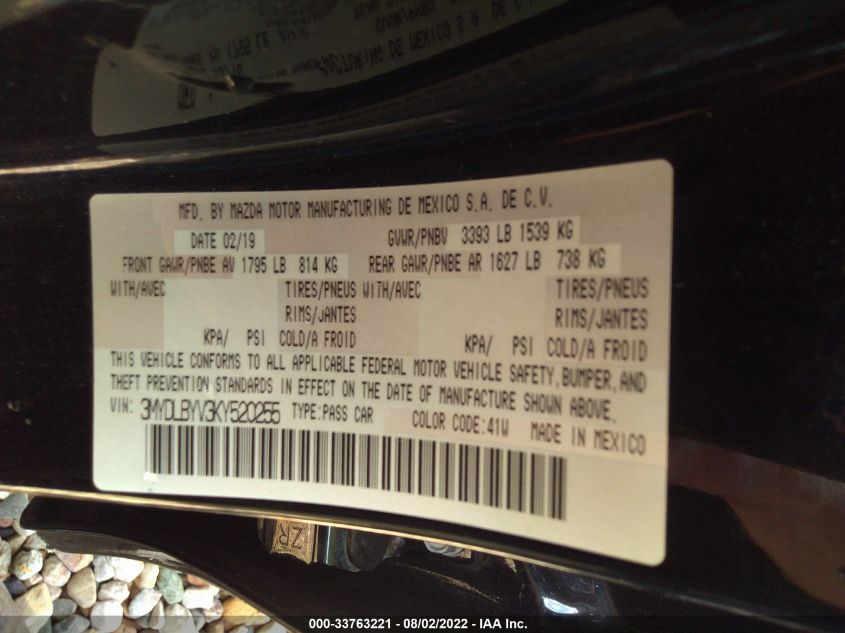 MFD. BY MAZDA MOTOR MANUFACTURING DE MEXICO S.A. DE C.V.
DATE 02/19 GVWR/PNBV 3393 LB 1539 KG
FRONT GAWR/PNBE AV 1795 LB 814 KG REAR GAWR/PNBE AR 1627 LB 738 KG
WITH/AVEC TIRES/PNEUS WITH/AVEC TIRES/PNEUS
RIMS/JANTES RIMS/JANTES
KPA/ PSI COLD/A FROID KPA/ PSI COLD/A FROID
THIS VEHICLE CONFORMS TO ALL APPLICABLE FEDERAL MOTOR VEHICLE SAFETY, BUMPER, AND
THEFT PREVENTION STANDARDS IN EFFECT ON THE DATE OF MANUFACTURE SHOWN ABOVE.
VIN: 3MYDLBYV3KY520255 TYPE:PASS CAR COLOR CODE:41W MADE IN MEXICO
ZR
000-33763221 - 08/02/2022 - IAA Inc.